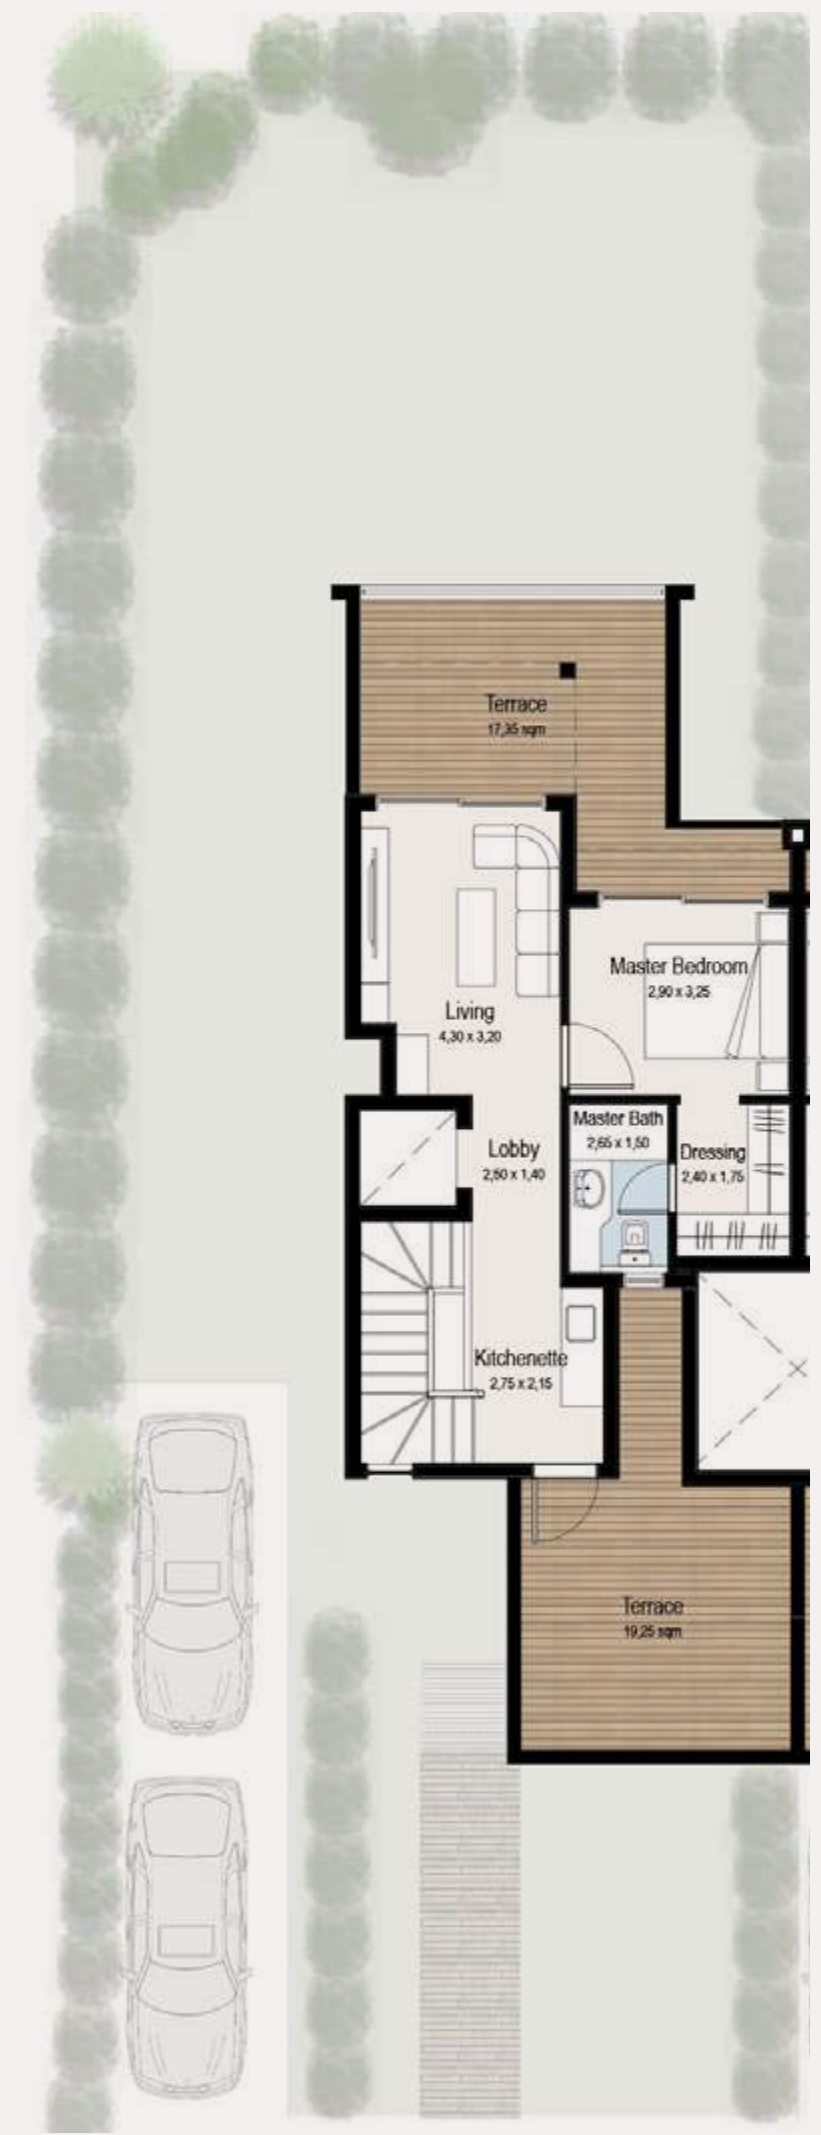 Terrace
17,35 sqm
Master Bedroom
2,90 x 3,25
Living
4,30 x 3,20
Master Bath
2,65 x 1,50
Lobby
2,50 x 1,40
Dressing
2,40 x 1,75
Kitchenette
2,75 x 2,15
Terrace
19,25 sqm